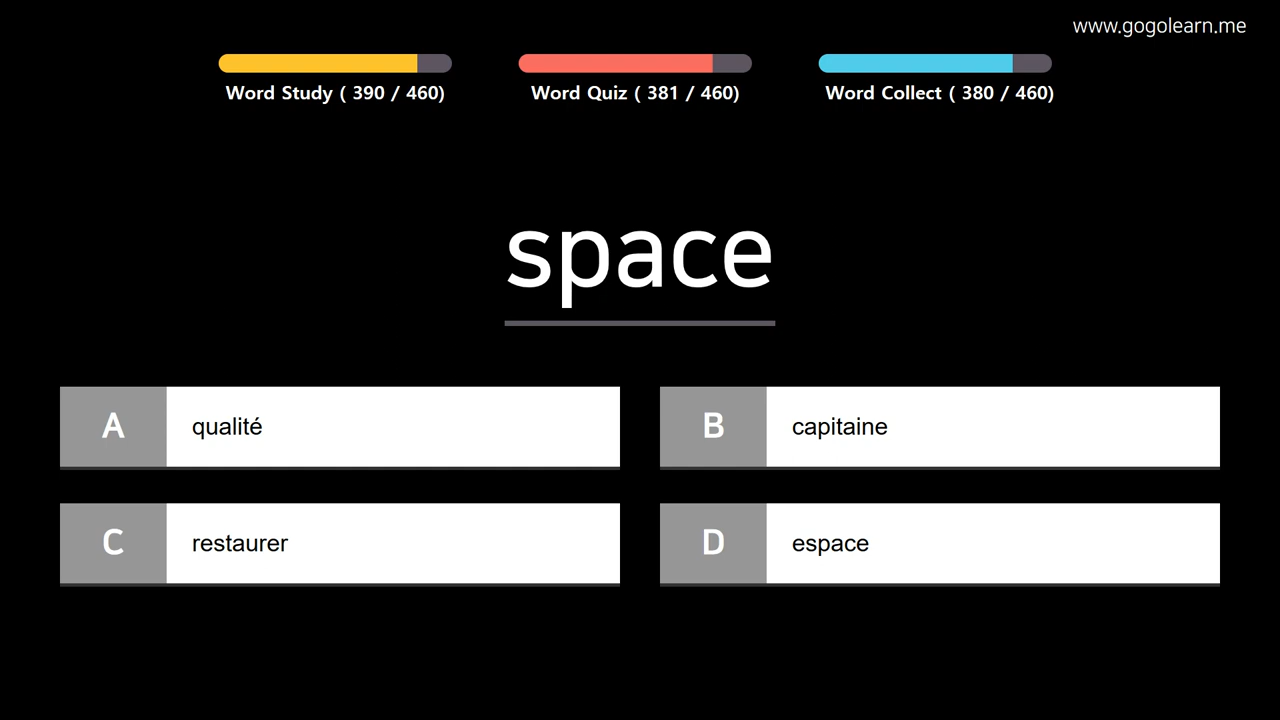 www.gogolearn.me
Word Study ( 390 / 460)
Word Quiz ( 381 / 460)
Word Collect ( 380 / 460)
space
A qualité
B capitaine
C restaurer
D espace